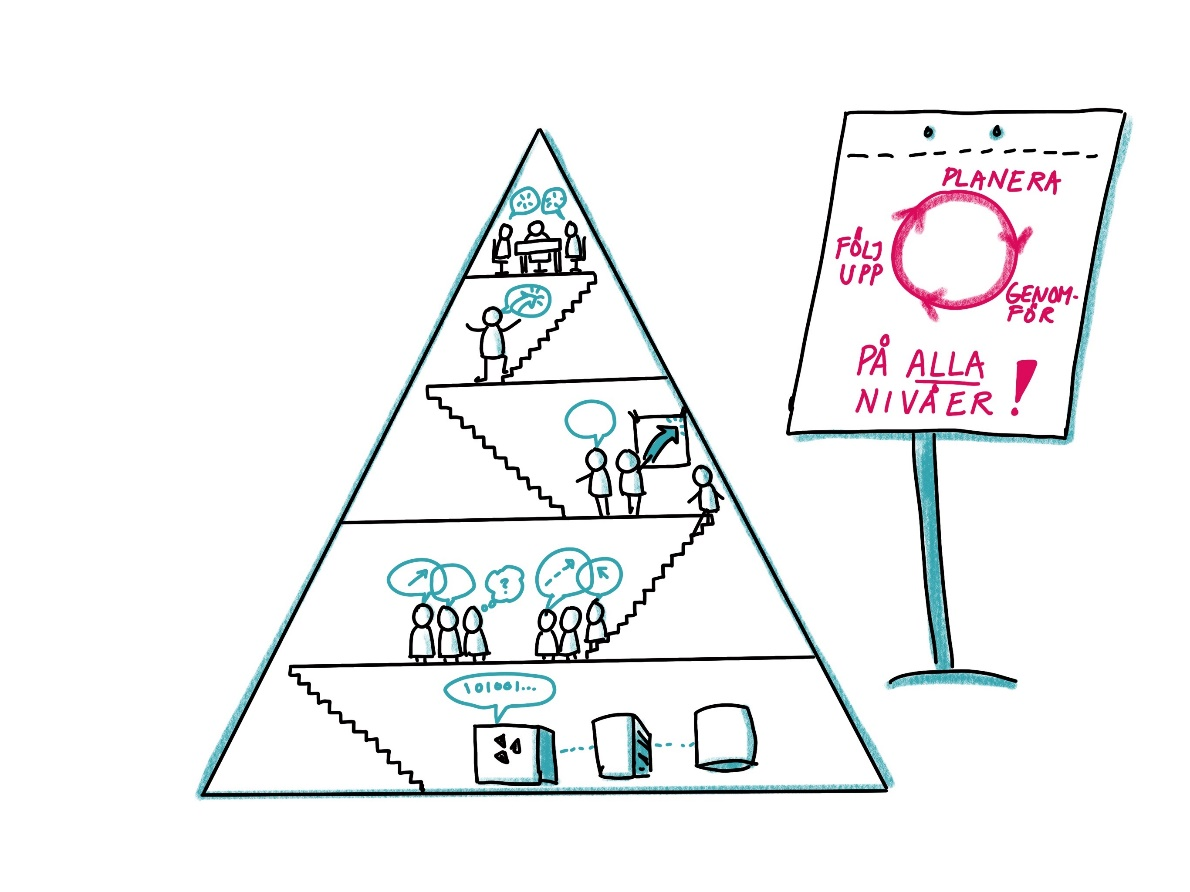 PLANERA
FÖLJ
UPP
GENOM-
FÖR
PÅ ALLA
NIVÅER!
?
101001...